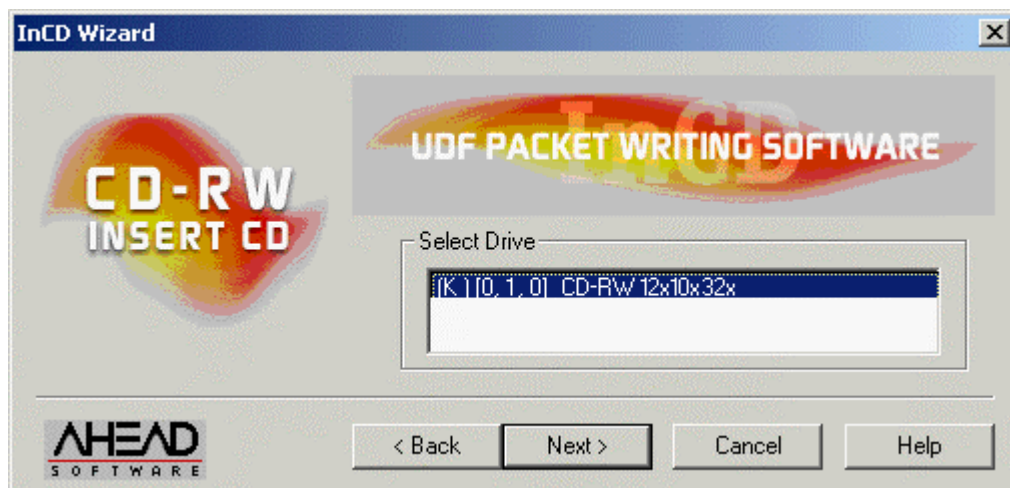 InCD Wizard
CD-RW
INSERT CD
InCD
UDF PACKET WRITING SOFTWARE
Select Drive
(K ) [0, 1, 0] CD-RW 12x10x32x
AHEAD
SOFTWARE
< Back
Next >
Cancel
Help